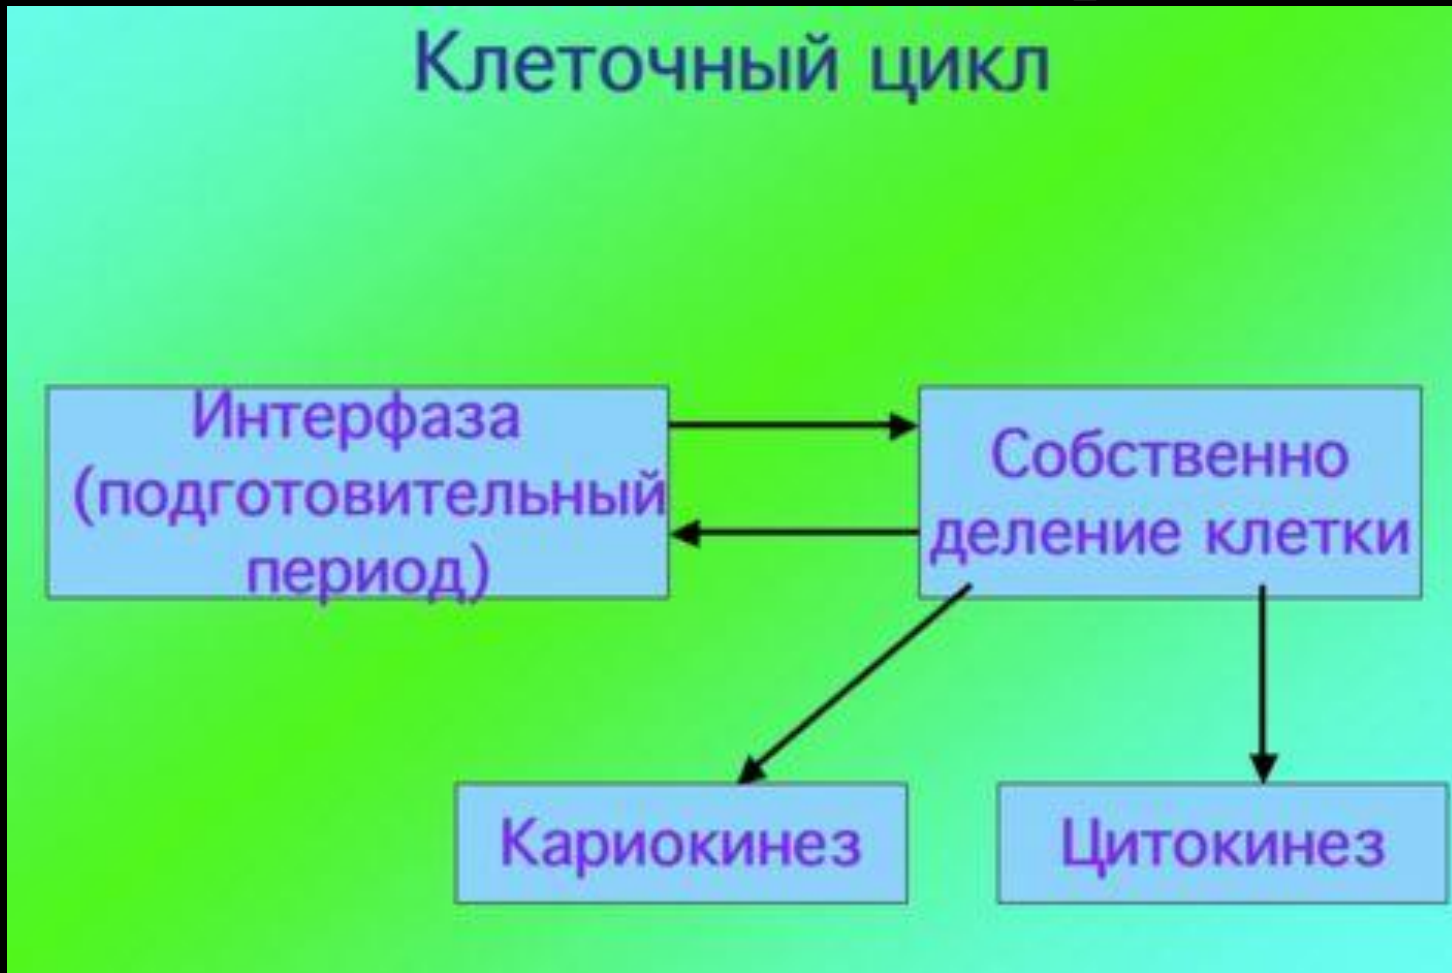 Клеточный цикл
Интерфаза
(подготовительный
период)
Собственно
деление клетки
Кариокинез
Цитокинез